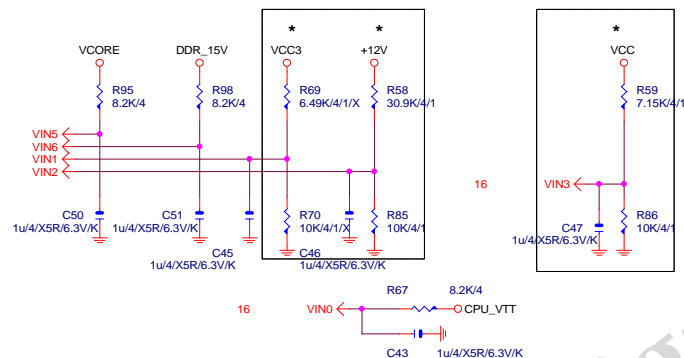 * * *
VCORE DDR_15V VCC3 +12V VCC
R95 8.2K/4
R98 8.2K/4
R69 6.49K/4/1/X
R58 30.9K/4/1
R59 7.15K/4/1
VIN5
VIN6
VIN1
VIN2
16
VIN3
C50 1u/4/X5R/6.3V/K
C51 1u/4/X5R/6.3V/K
R70 10K/4/1/X
R85 10K/4/1
C47 1u/4/X5R/6.3V/K
R86 10K/4/1
C45 1u/4/X5R/6.3V/K
C46 1u/4/X5R/6.3V/K
R67 8.2K/4
16 VIN0 CPU_VTT
C43 1u/4/X5R/6.3V/K